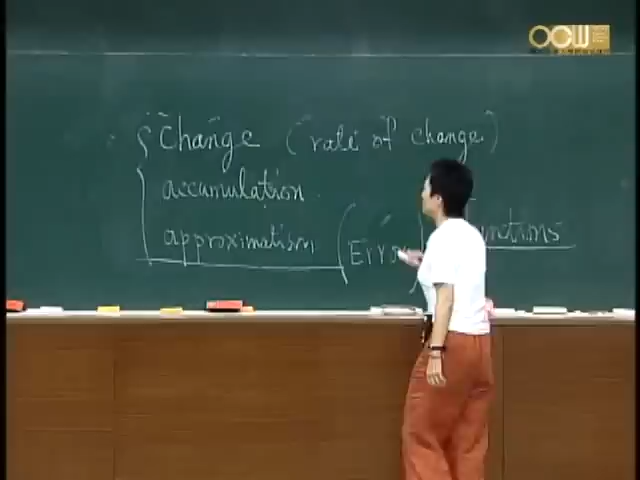 OCW
change (rate of change)
accumulation
approximation (Error